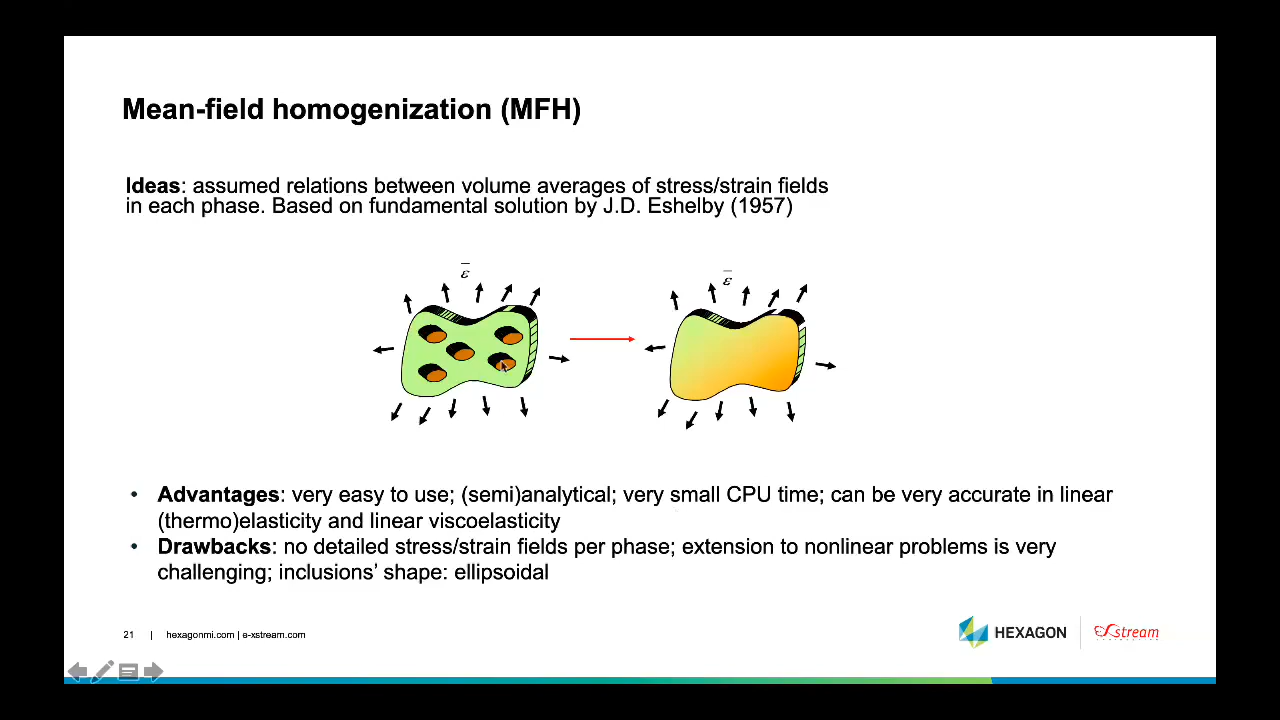 Mean-field homogenization (MFH)
Ideas: assumed relations between volume averages of stress/strain fields
in each phase. Based on fundamental solution by J.D. Eshelby (1957)
ε̅
ε̅
• Advantages: very easy to use; (semi)analytical; very small CPU time; can be very accurate in linear
(thermo)elasticity and linear viscoelasticity
• Drawbacks: no detailed stress/strain fields per phase; extension to nonlinear problems is very
challenging; inclusions’ shape: ellipsoidal
21 | hexagonmi.com | e-xstream.com
HEXAGON
stream